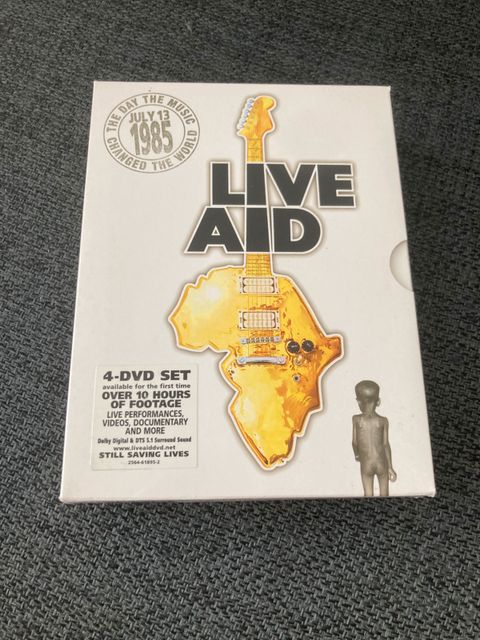 THE DAY THE MUSIC
JULY 13
1985
CHANGED THE WORLD
LIVE
AID
4-DVD SET
available for the first time
OVER 10 HOURS
OF FOOTAGE
LIVE PERFORMANCES,
VIDEOS, DOCUMENTARY
AND MORE
Dolby Digital & DTS 5.1 Surround Sound
www.liveaiddvd.net
STILL SAVING LIVES
2564-61895-2